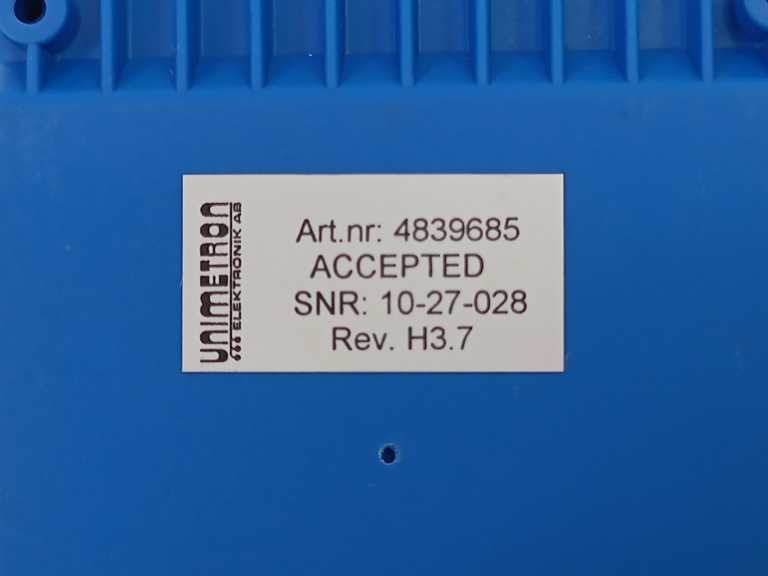 UNIMETRON
ELEKTRONIK AB
Art.nr: 4839685
ACCEPTED
SNR: 10-27-028
Rev. H3.7